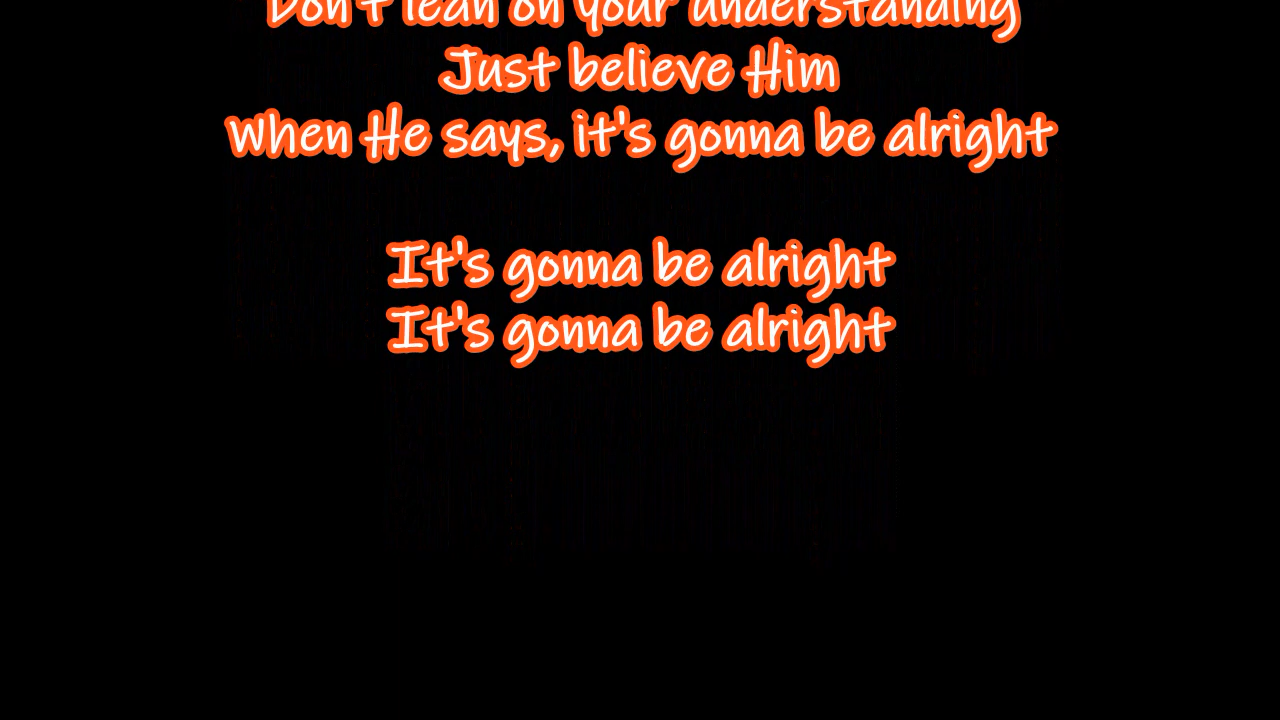 Don't lean on your understanding
Just believe Him
When He says, it's gonna be alright
It's gonna be alright
It's gonna be alright